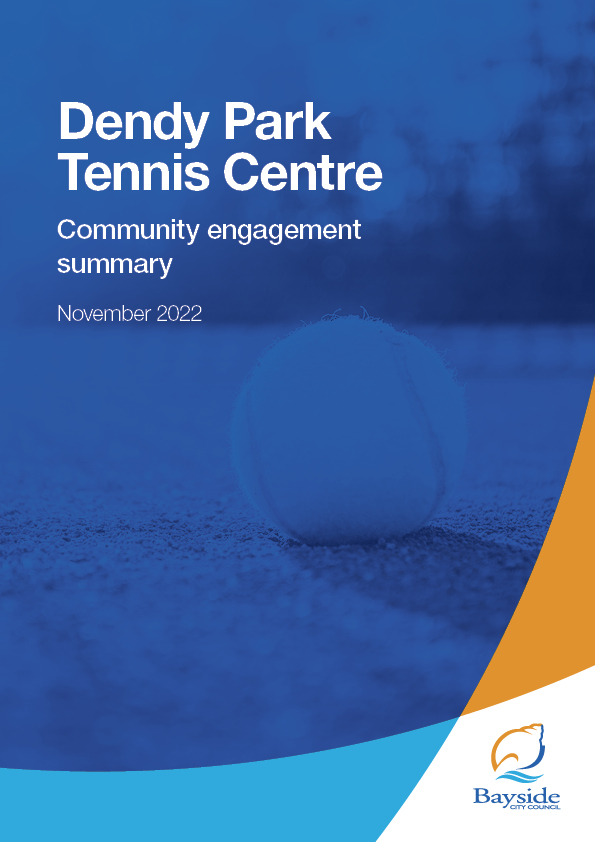 Dendy Park
Tennis Centre
Community engagement
summary
November 2022
Bayside
CITY COUNCIL